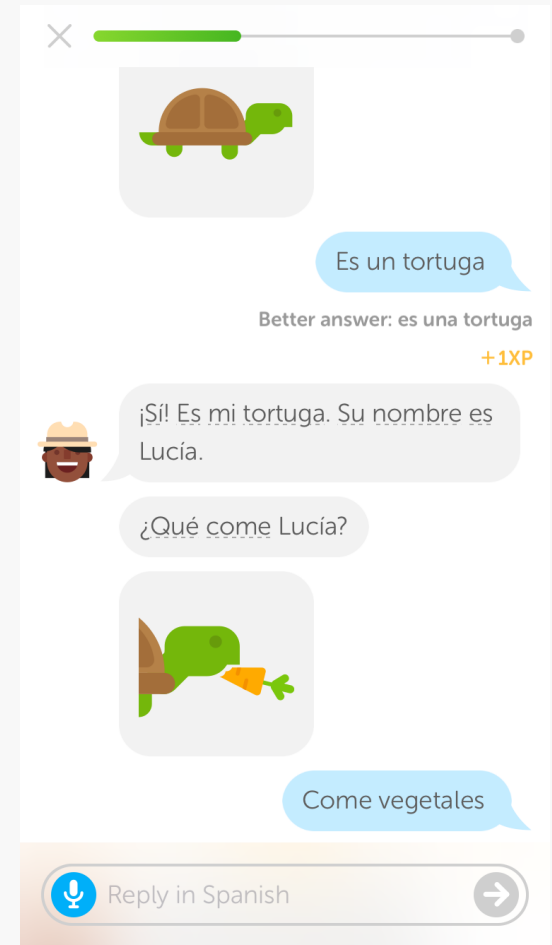 Es un tortuga
Better answer: es una tortuga
+1XP
¡Sí! Es mi tortuga. Su nombre es
Lucía.
¿Qué come Lucía?
Come vegetales
Reply in Spanish